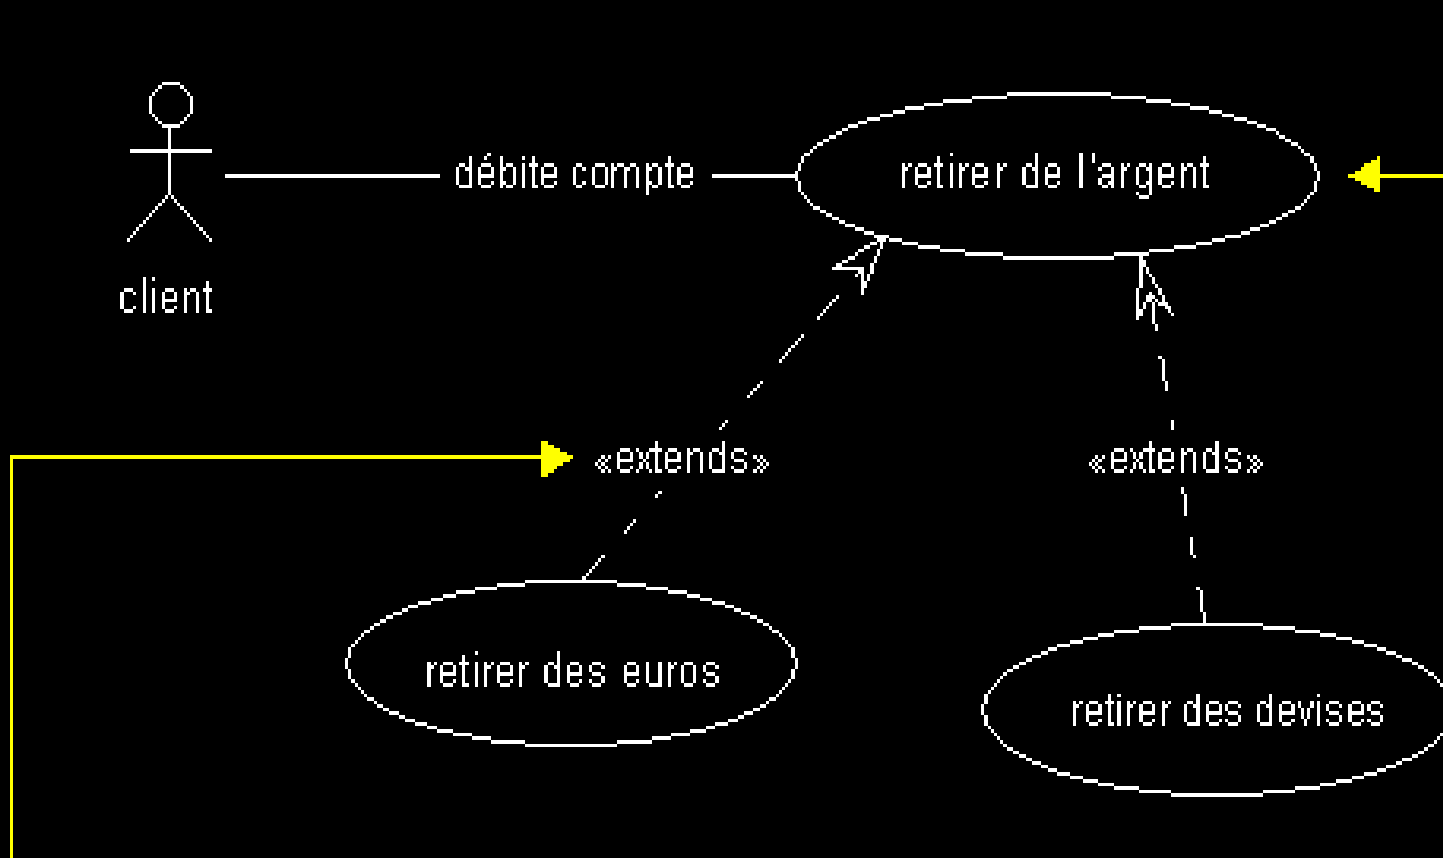 débite compte
retirer de l'argent
client
«extends»
«extends»
retirer des euros
retirer des devises